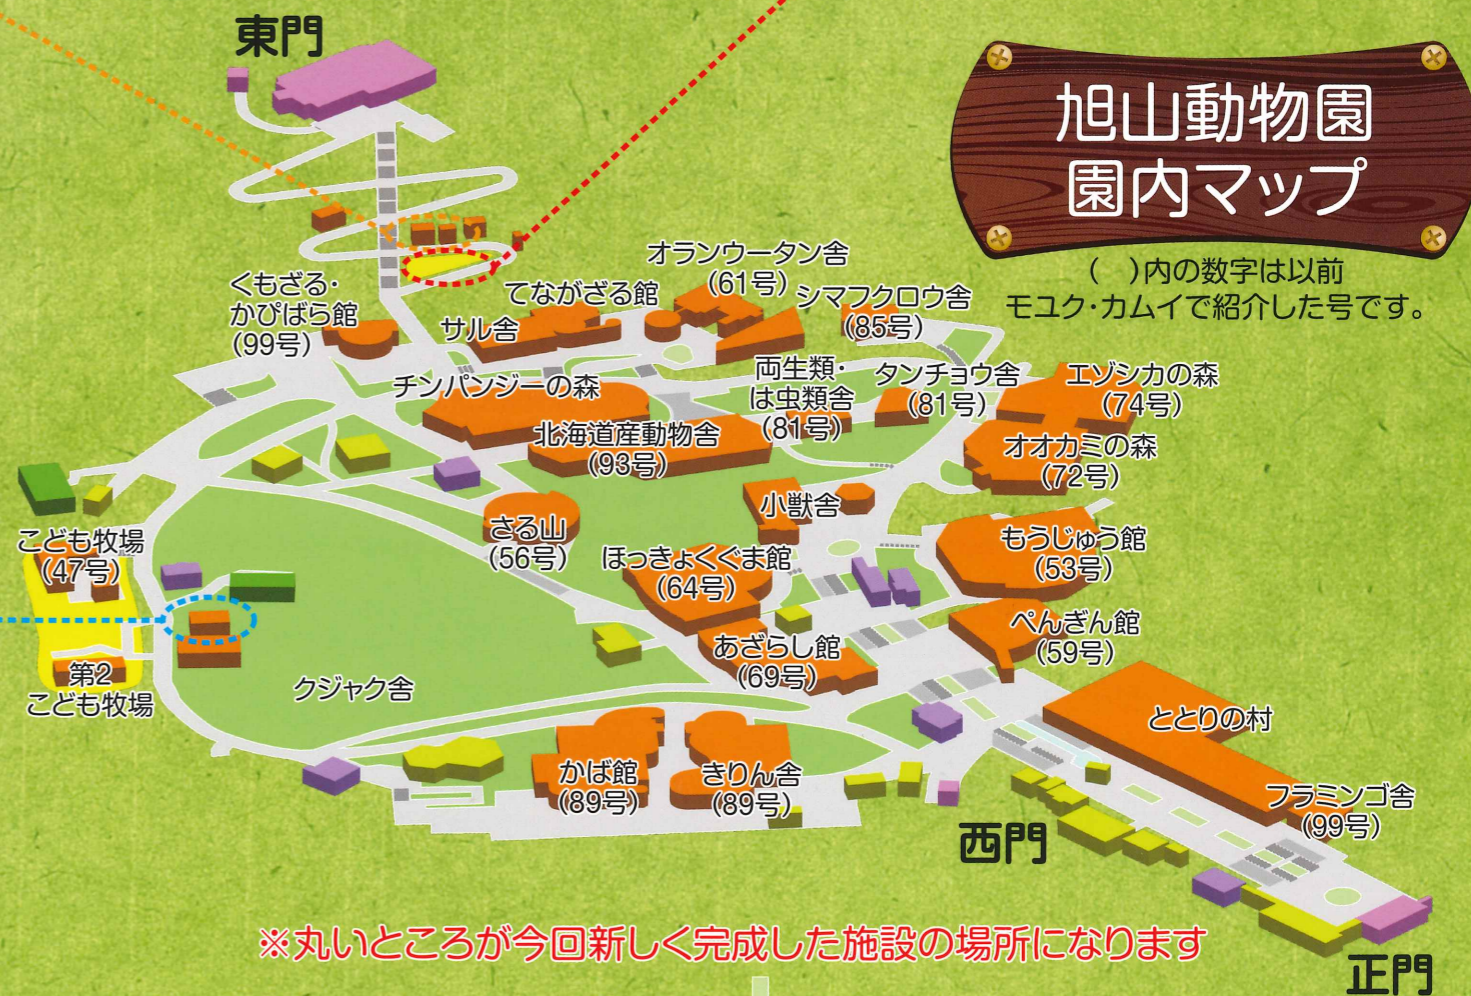 東門
旭山動物園
園内マップ
(　)内の数字は以前
モユク・カムイで紹介した号です。
オランウータン舎
(61号)
シマフクロウ舎
(85号)
てながざる館
くもざる・
かぴばら館
(99号)
サル舎
チンパンジーの森
両生類・
は虫類舎
(81号)
タンチョウ舎
(81号)
エゾシカの森
(74号)
北海道産動物舎
(93号)
オオカミの森
(72号)
小獣舎
さる山
(56号)
ほっきょくぐま館
(64号)
もうじゅう館
(53号)
こども牧場
(47号)
ぺんぎん館
(59号)
あざらし館
(69号)
第2
こども牧場
クジャク舎
ととりの村
かば館
(89号)
きりん舎
(89号)
フラミンゴ舎
(99号)
西門
※丸いところが今回新しく完成した施設の場所になります
正門